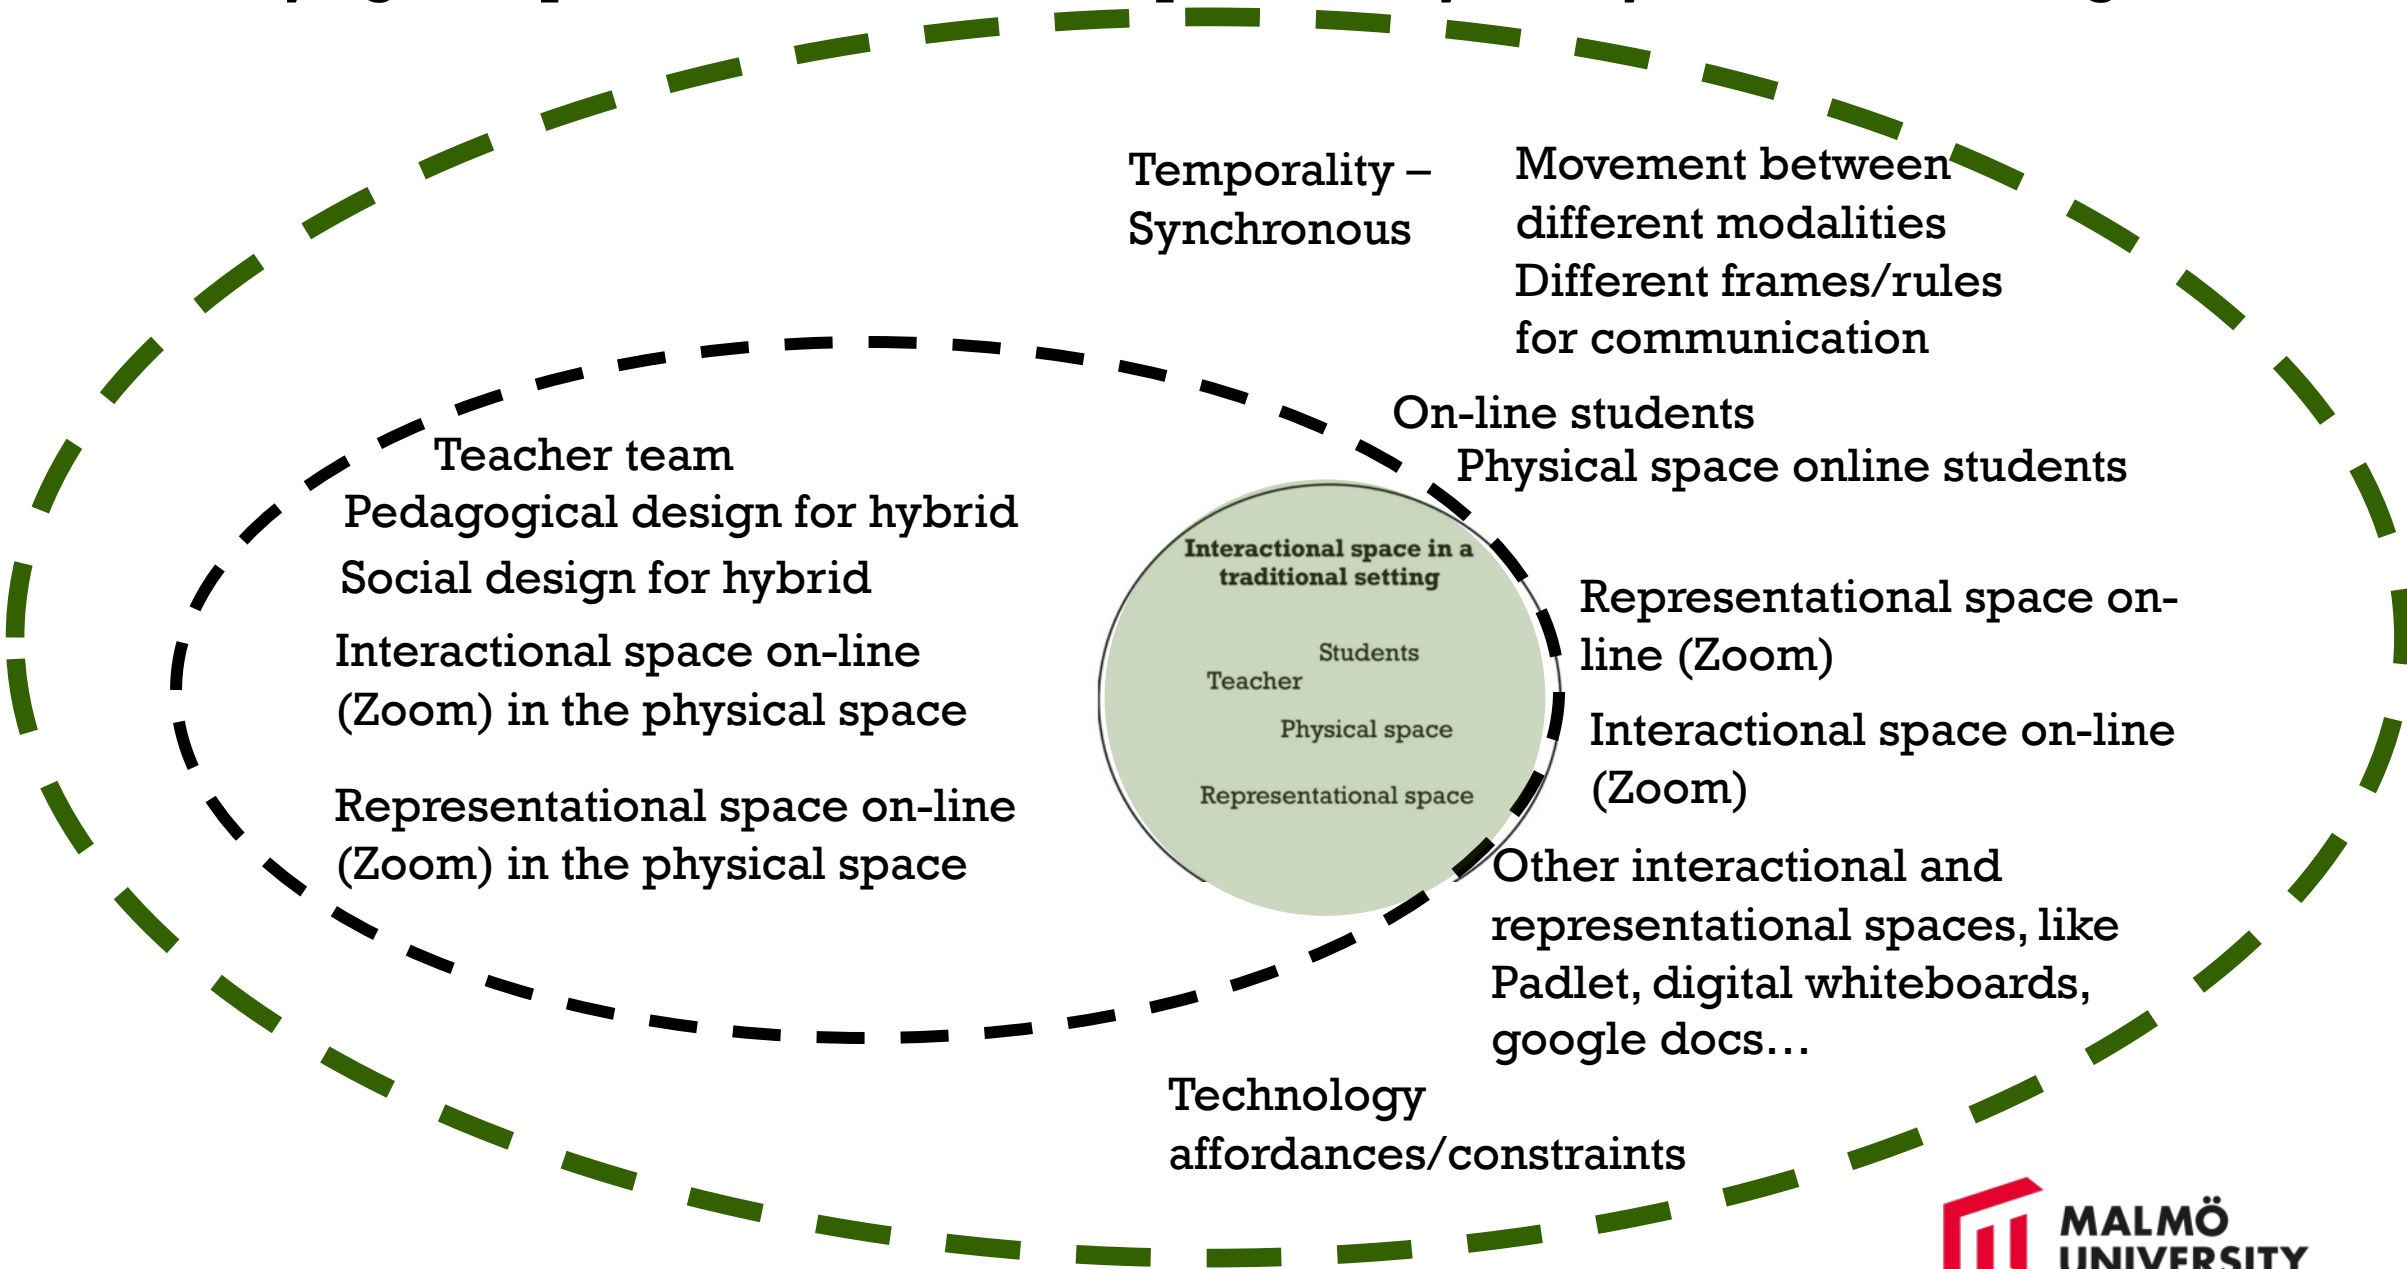 Temporality –
Synchronous
Movement between
different modalities
Different frames/rules
for communication
On-line students
Physical space online students
Teacher team
Pedagogical design for hybrid
Social design for hybrid
Interactional space on-line
(Zoom) in the physical space
Representational space on-line
(Zoom) in the physical space
Interactional space in a
traditional setting
Students
Teacher
Physical space
Representational space
Representational space on-
line (Zoom)
Interactional space on-line
(Zoom)
Other interactional and
representational spaces, like
Padlet, digital whiteboards,
google docs...
Technology
affordances/constraints
MALMÖ
UNIVERSITY